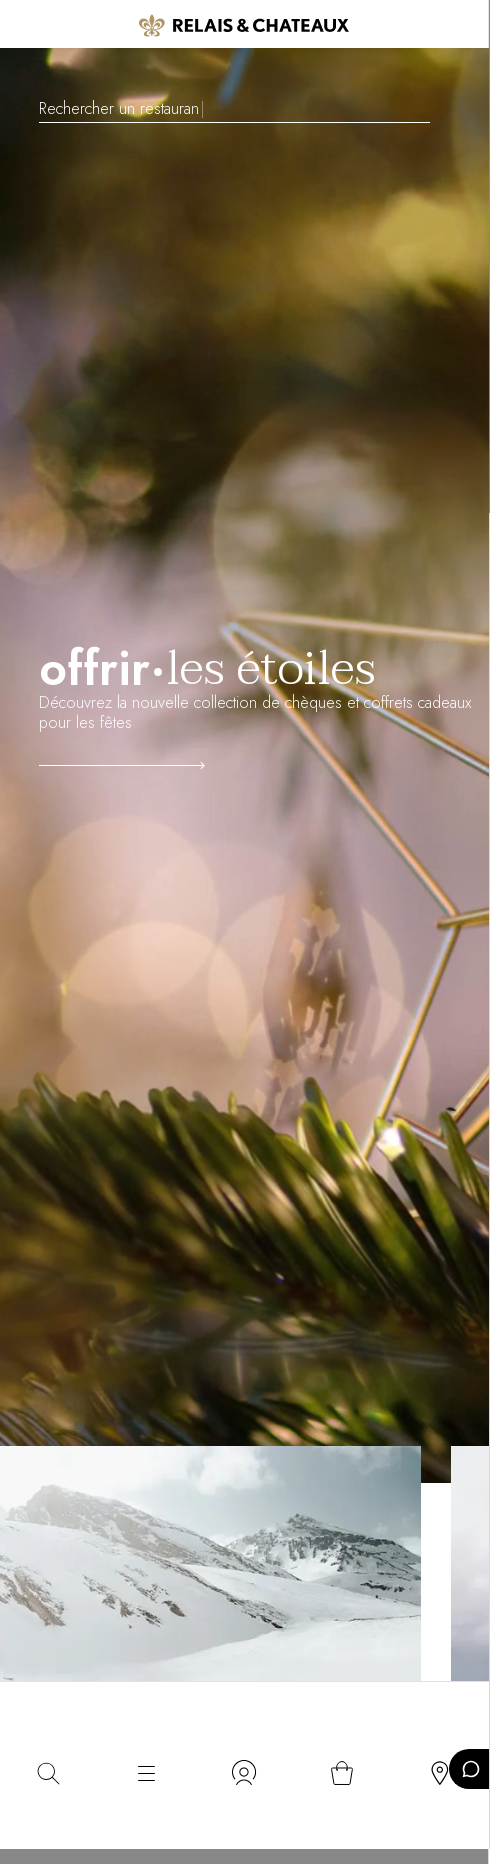 RELAIS & CHATEAUX
Rechercher un restauran
offrir·les étoiles
Découvrez la nouvelle collection de chèques et coffrets cadeaux
pour les fêtes